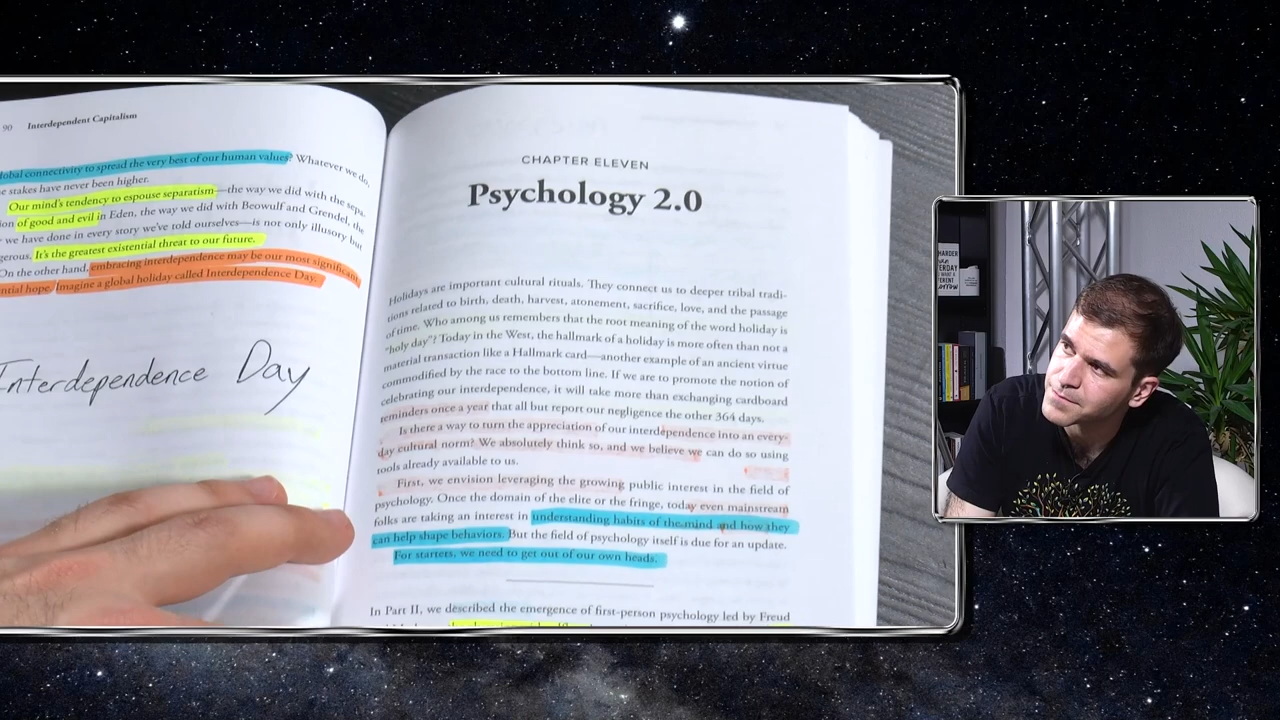 90 Interdependent Capitalism
lobal connectivity to spread the very best of our human values? Whatever we do,
e stakes have never been higher.
Our mind's tendency to espouse separatism—the way we did with the sepa-
ion of good and evil in Eden, the way we did with Beowulf and Grendel, the
we have done in every story we've told ourselves—is not only illusory but
gerous. It's the greatest existential threat to our future.
On the other hand, embracing interdependence may be our most significant
ential hope. Imagine a global holiday called Interdependence Day.
Interdependence Day
CHAPTER ELEVEN
Psychology 2.0
Holidays are important cultural rituals. They connect us to deeper tribal tradi-
tions related to birth, death, harvest, atonement, sacrifice, love, and the passage
of time. Who among us remembers that the root meaning of the word holiday is
"holy day"? Today in the West, the hallmark of a holiday is more often than not a
material transaction like a Hallmark card—another example of an ancient virtue
commodified by the race to the bottom line. If we are to promote the notion of
celebrating our interdependence, it will take more than exchanging cardboard
reminders once a year that all but report our negligence the other 364 days.
Is there a way to turn the appreciation of our interdependence into an every-
day cultural norm? We absolutely think so, and we believe we can do so using
tools already available to us.
First, we envision leveraging the growing public interest in the field of
psychology. Once the domain of the elite or the fringe, today even mainstream
folks are taking an interest in understanding habits of the mind and how they
can help shape behaviors. But the field of psychology itself is due for an update.
For starters, we need to get out of our own heads.
In Part II, we described the emergence of first-person psychology led by Freud
HARDER
THAN
YESTERDAY
TOMORROW